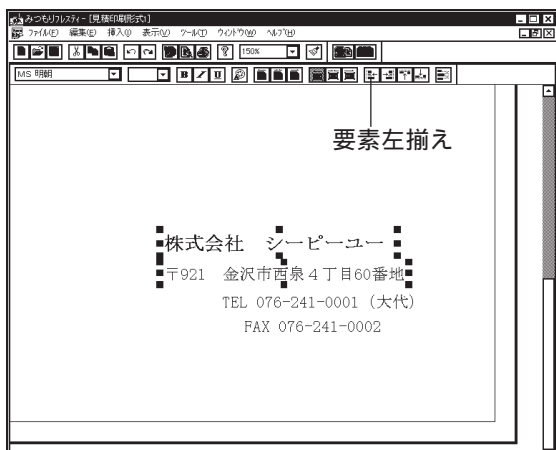 みつもりフレスティ - [見積印刷形式:1]
ファイル(F) 編集(E) 挿入(I) 表示(V) ツール(T) ウィンドウ(W) ヘルプ(H)
150%
MS 明朝 B I U
要素左揃え
株式会社 シーピーユー
〒921 金沢市西泉4丁目60番地
TEL 076-241-0001 (大代)
FAX 076-241-0002